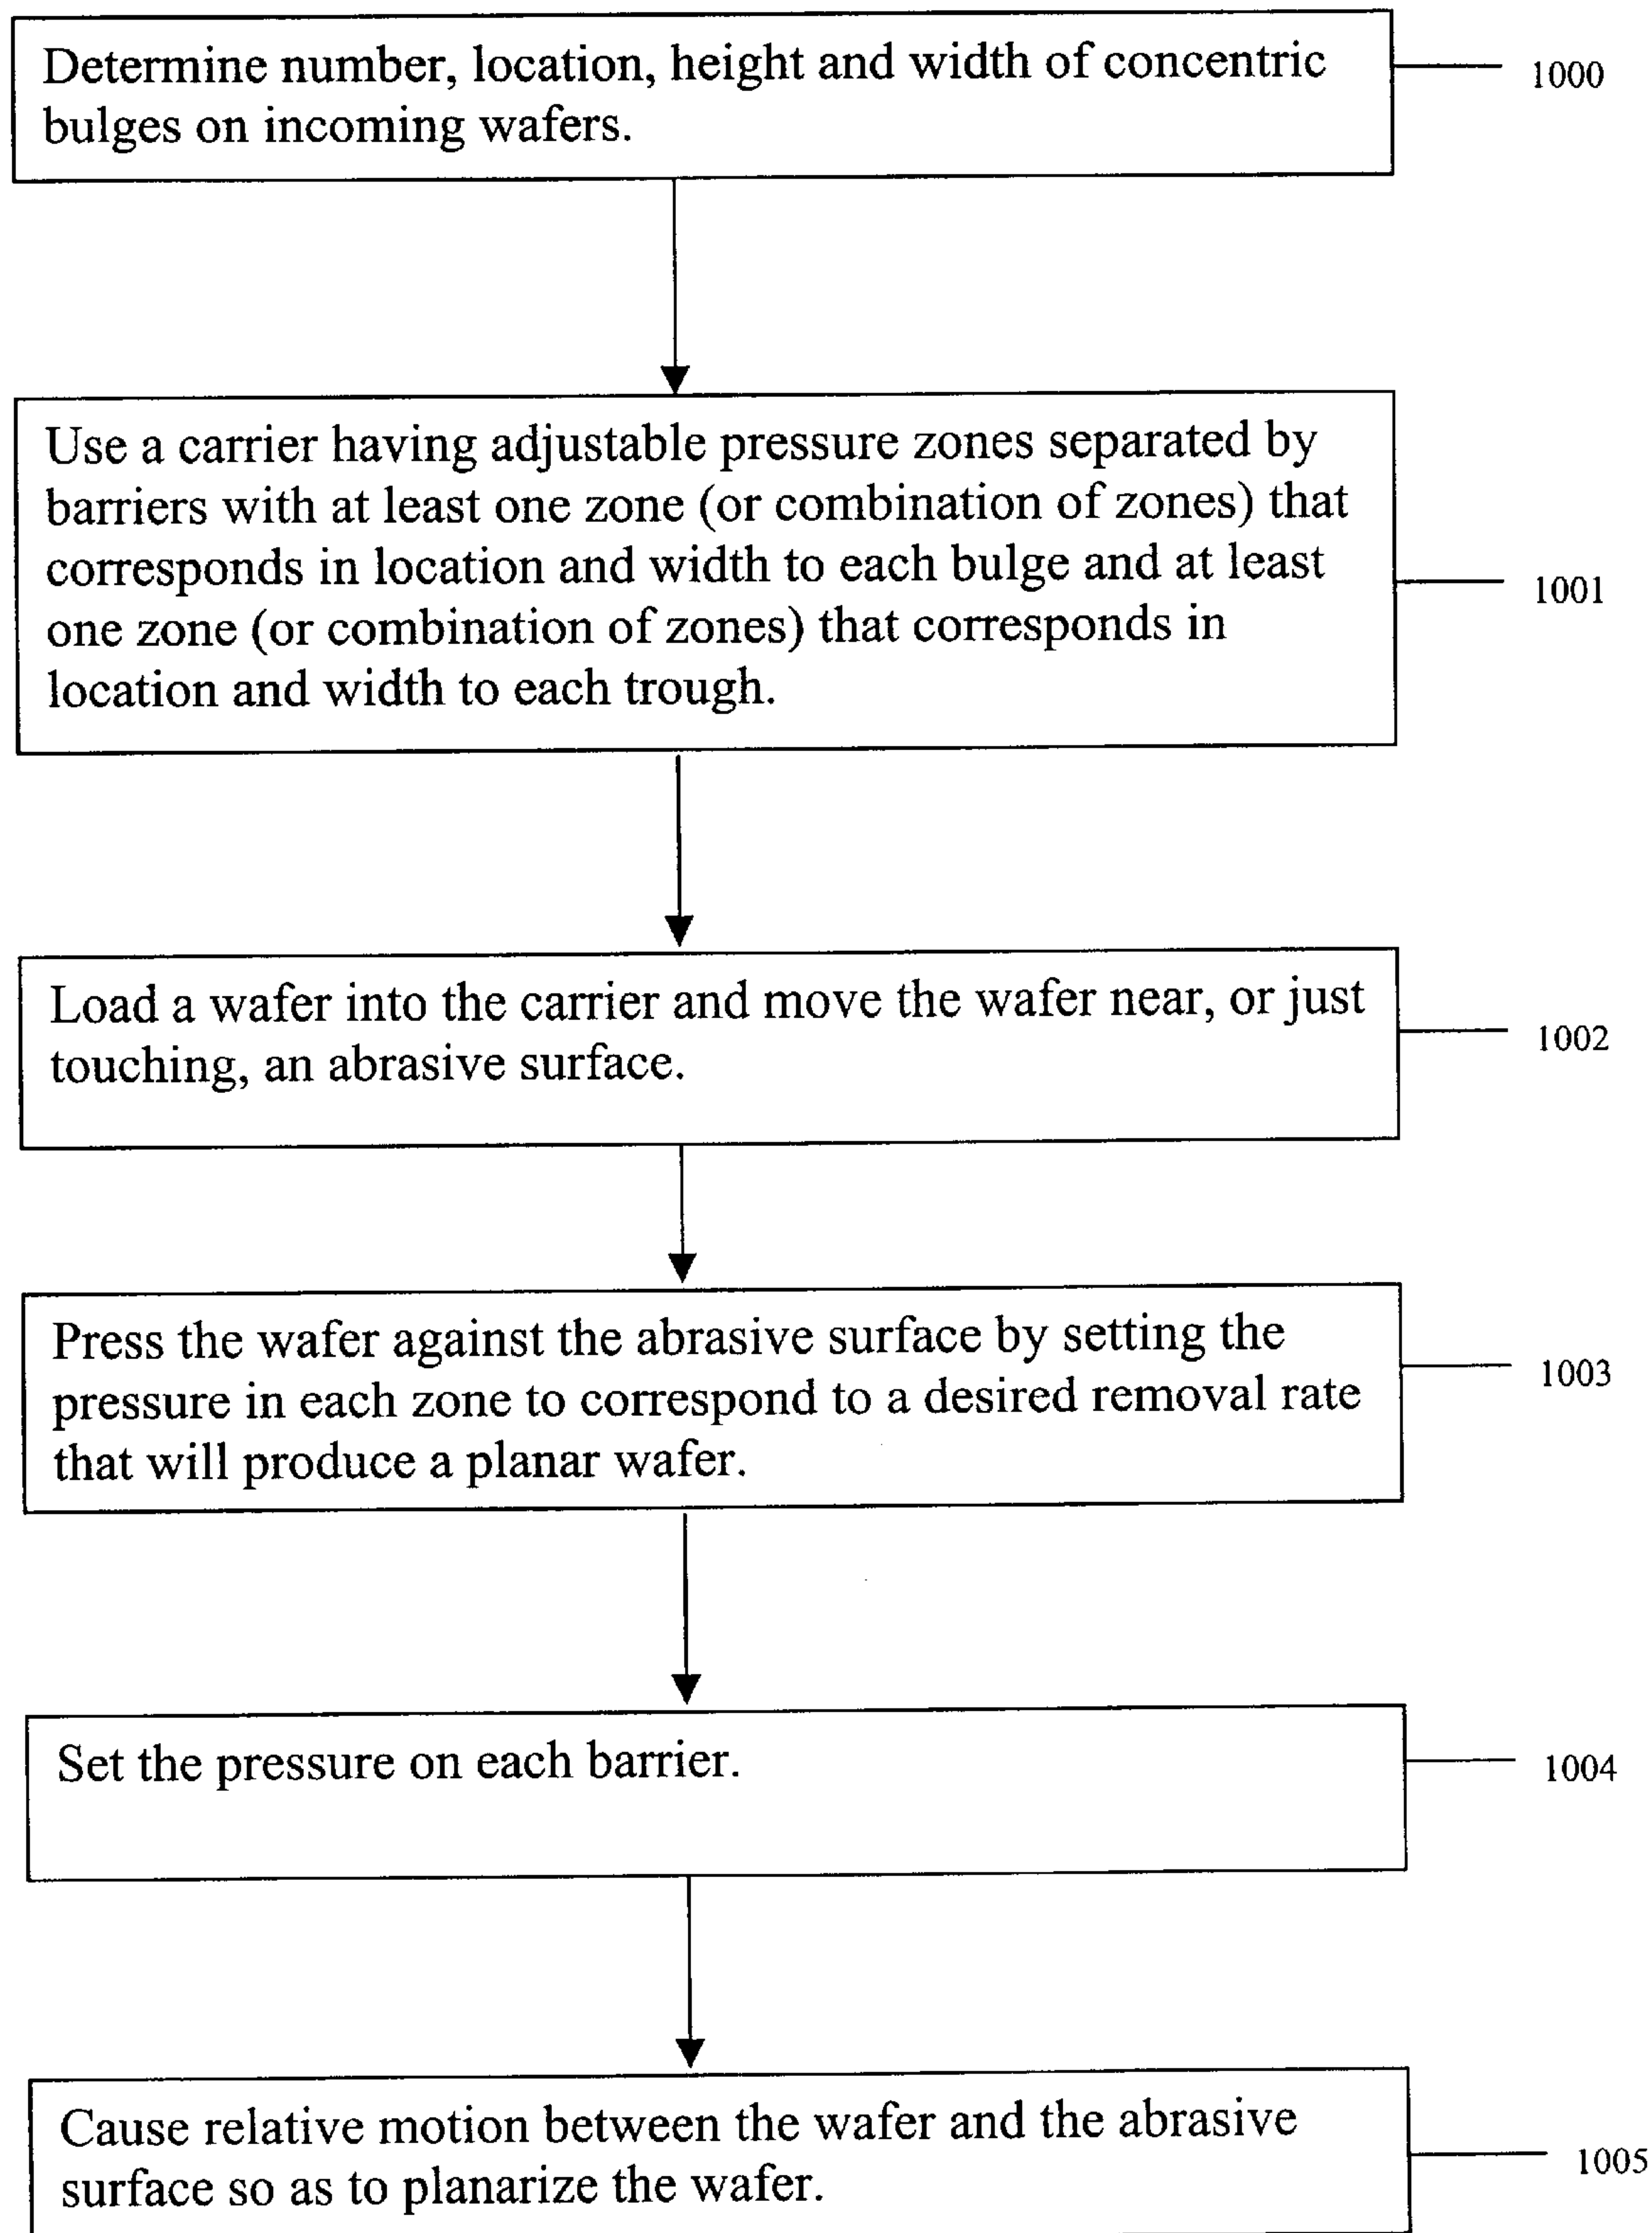 Determine number, location, height and width of concentric
bulges on incoming wafers.
1000
Use a carrier having adjustable pressure zones separated by
barriers with at least one zone (or combination of zones) that
corresponds in location and width to each bulge and at least
one zone (or combination of zones) that corresponds in
location and width to each trough.
1001
Load a wafer into the carrier and move the wafer near, or just
touching, an abrasive surface.
1002
Press the wafer against the abrasive surface by setting the
pressure in each zone to correspond to a desired removal rate
that will produce a planar wafer.
1003
Set the pressure on each barrier.
1004
Cause relative motion between the wafer and the abrasive
surface so as to planarize the wafer.
1005